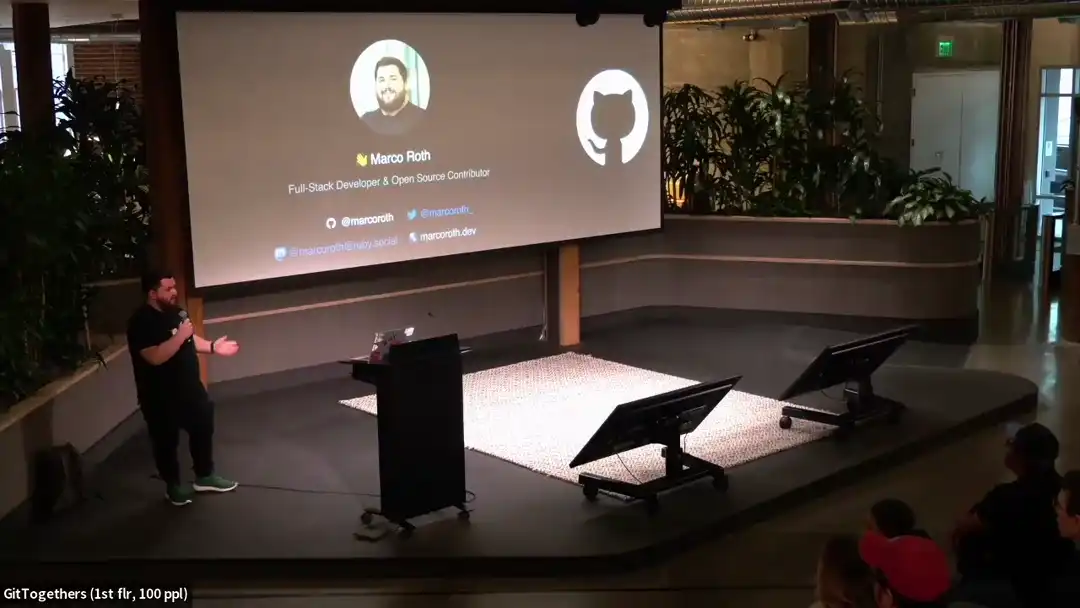 Marco Roth
Full-Stack Developer & Open Source Contributor
@marcoroth @marcoroth_
@marcoroth@ruby.social marcoroth.dev
GitTogethers (1st flr, 100 ppl)